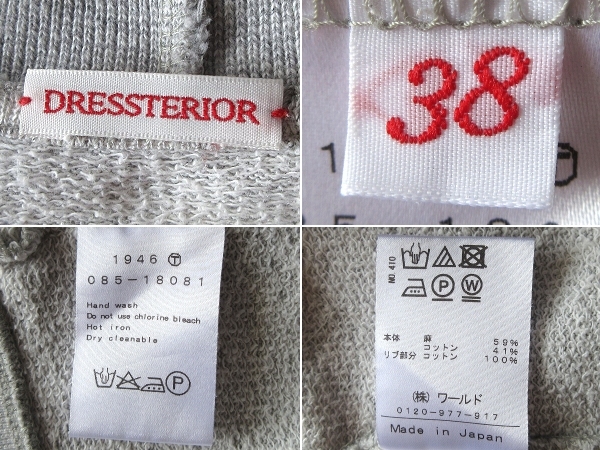 DRESSTERIOR
38
1946 Ⓣ
085-18081
Hand wash
Do not use chlorine bleach
Hot iron
Dry cleanable
P
NO.410
P W
本体 麻 59%
コットン 41%
リブ部分 コットン 100%
(株) ワールド
0120-977-917
Made in Japan